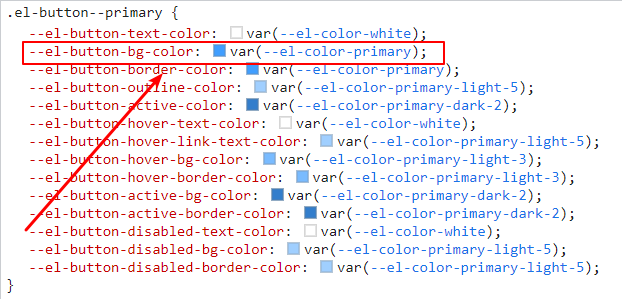 .el-button--primary {
--el-button-text-color: var(--el-color-white);
--el-button-bg-color: var(--el-color-primary);
--el-button-border-color: var(--el-color-primary);
--el-button-outline-color: var(--el-color-primary-light-5);
--el-button-active-color: var(--el-color-primary-dark-2);
--el-button-hover-text-color: var(--el-color-white);
--el-button-hover-link-text-color: var(--el-color-primary-light-5);
--el-button-hover-bg-color: var(--el-color-primary-light-3);
--el-button-hover-border-color: var(--el-color-primary-light-3);
--el-button-active-bg-color: var(--el-color-primary-dark-2);
--el-button-active-border-color: var(--el-color-primary-dark-2);
--el-button-disabled-text-color: var(--el-color-white);
--el-button-disabled-bg-color: var(--el-color-primary-light-5);
--el-button-disabled-border-color: var(--el-color-primary-light-5);
}